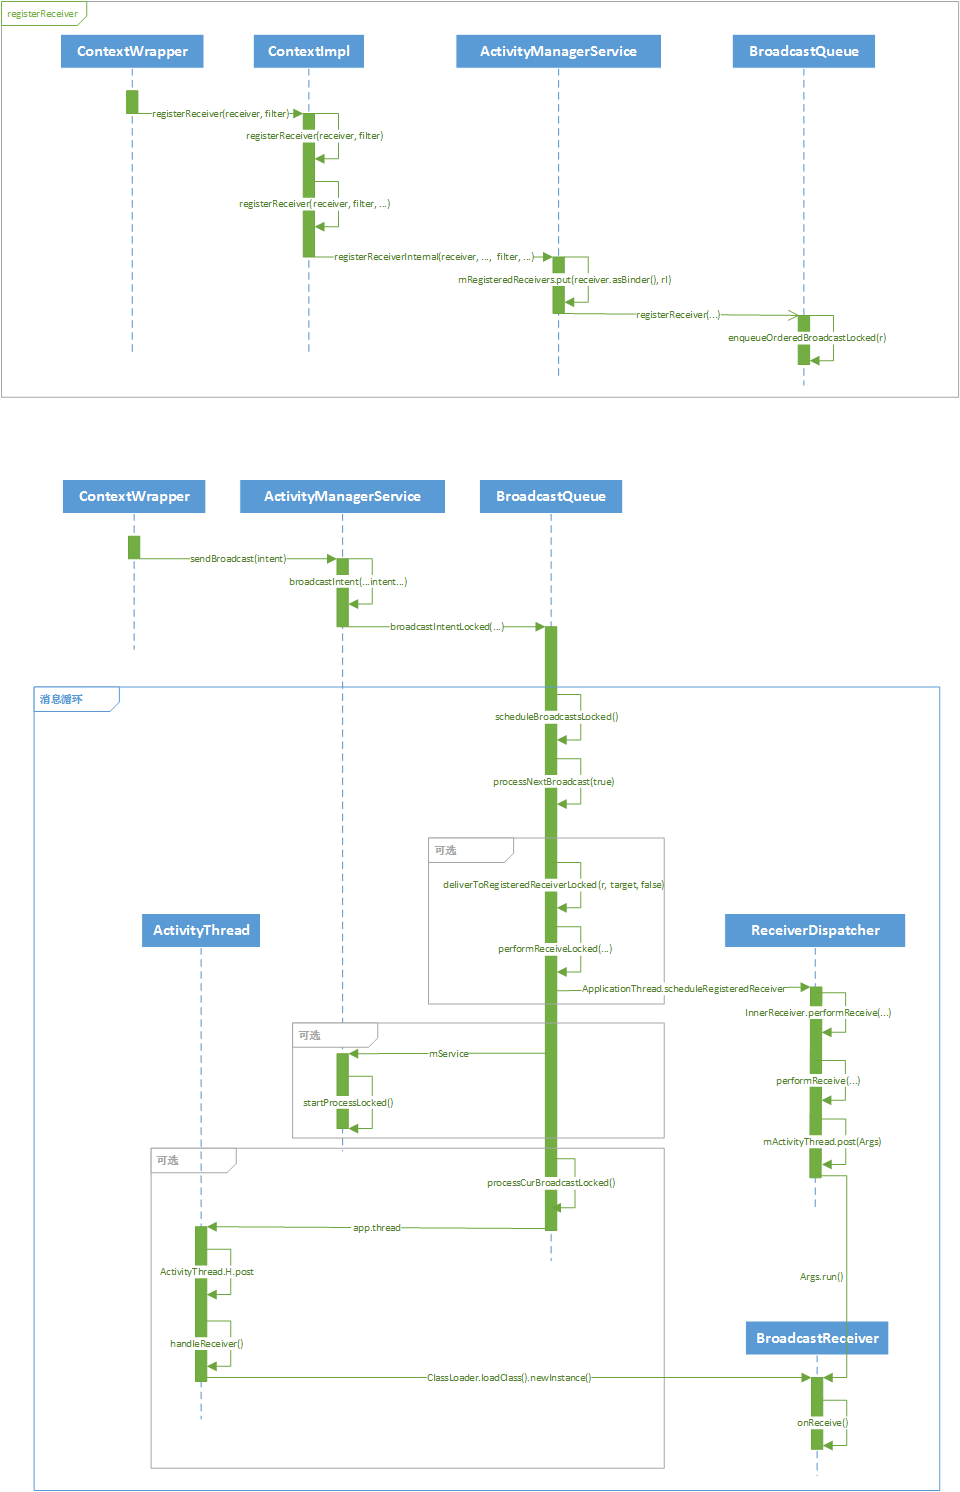 registerReceiver
ContextWrapper
ContextImpl
ActivityManagerService
BroadcastQueue
registerReceiver(receiver, filter)
registerReceiver(receiver, filter)
registerReceiver(receiver, filter, ...)
registerReceiverInternal(receiver, ..., filter, ...)
mRegisteredReceivers.put(receiver.asBinder(), rl)
registerReceiver(...)
enqueueOrderedBroadcastLocked(r)
ContextWrapper
ActivityManagerService
BroadcastQueue
sendBroadcast(intent)
broadcastIntent(...intent...)
broadcastIntentLocked(...)
消息循环
scheduleBroadcastsLocked()
processNextBroadcast(true)
可选
deliverToRegisteredReceiverLocked(r, target, false)
ActivityThread
ReceiverDispatcher
performReceiveLocked(...)
ApplicationThread.scheduleRegisteredReceiver
InnerReceiver.performReceive(...)
可选
mService
performReceive(...)
startProcessLocked()
mActivityThread.post(Args)
可选
processCurBroadcastLocked()
app.thread
ActivityThread.H.post
Args.run()
BroadcastReceiver
handleReceiver()
ClassLoader.loadClass().newInstance()
onReceive()